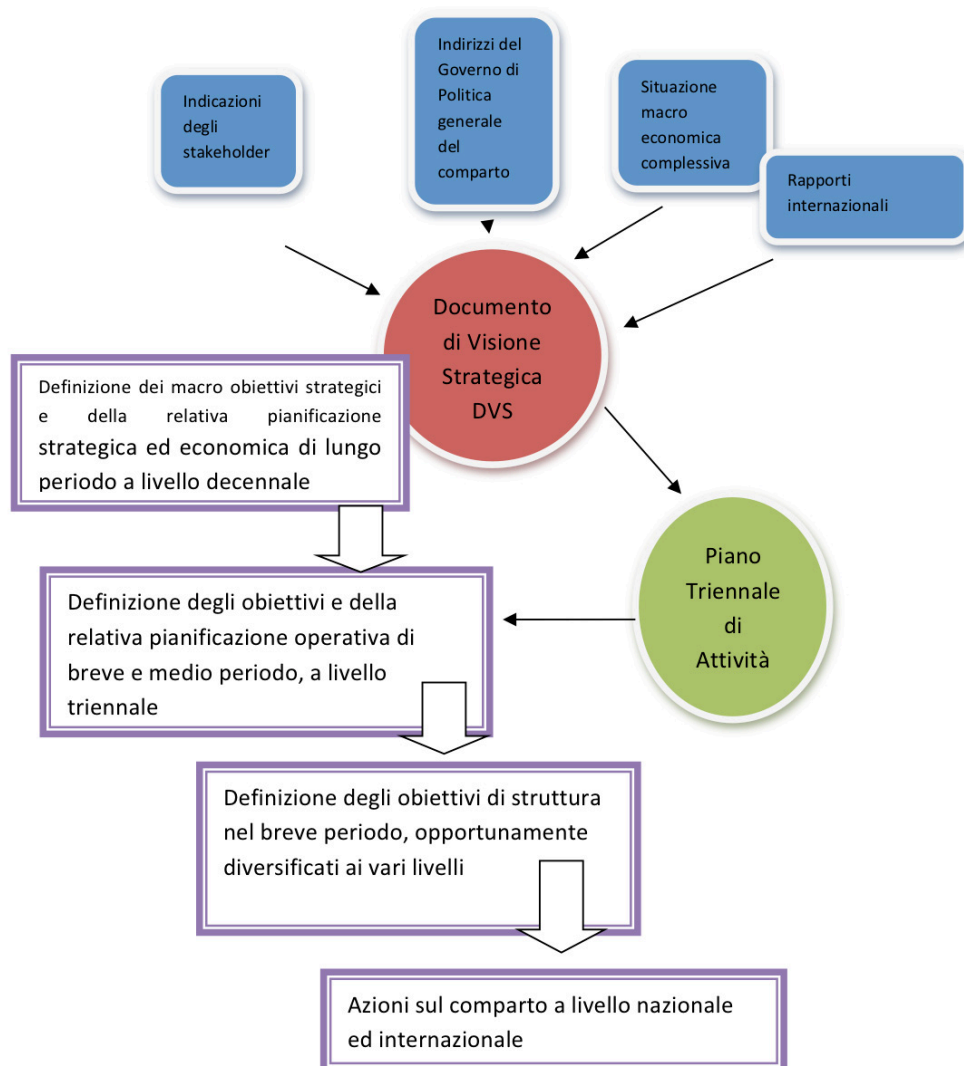 Indicazioni
degli
stakeholder
Indirizzi del
Governo di
Politica
generale
del
comparto
Situazione
macro
economica
complessiva
Rapporti
internazionali
Documento
di Visione
Strategica
DVS
Definizione dei macro obiettivi strategici
e della relativa pianificazione
strategica ed economica di lungo
periodo a livello decennale
Piano
Triennale
di
Attività
Definizione degli obiettivi e della
relativa pianificazione operativa di
breve e medio periodo, a livello
triennale
Definizione degli obiettivi di struttura
nel breve periodo, opportunamente
diversificati ai vari livelli
Azioni sul comparto a livello nazionale
ed internazionale